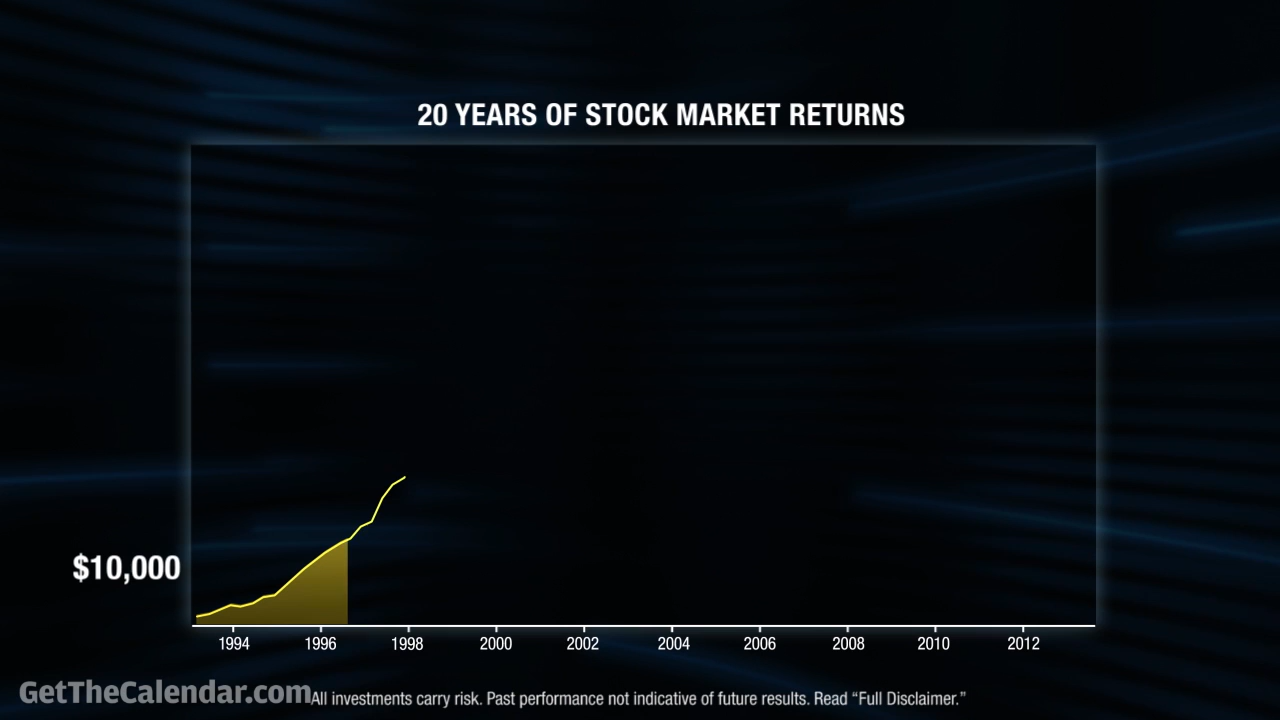 20 YEARS OF STOCK MARKET RETURNS
$10,000
1994 1996 1998 2000 2002 2004 2006 2008 2010 2012
GetTheCalendar.com
All investments carry risk. Past performance not indicative of future results. Read “Full Disclaimer.”